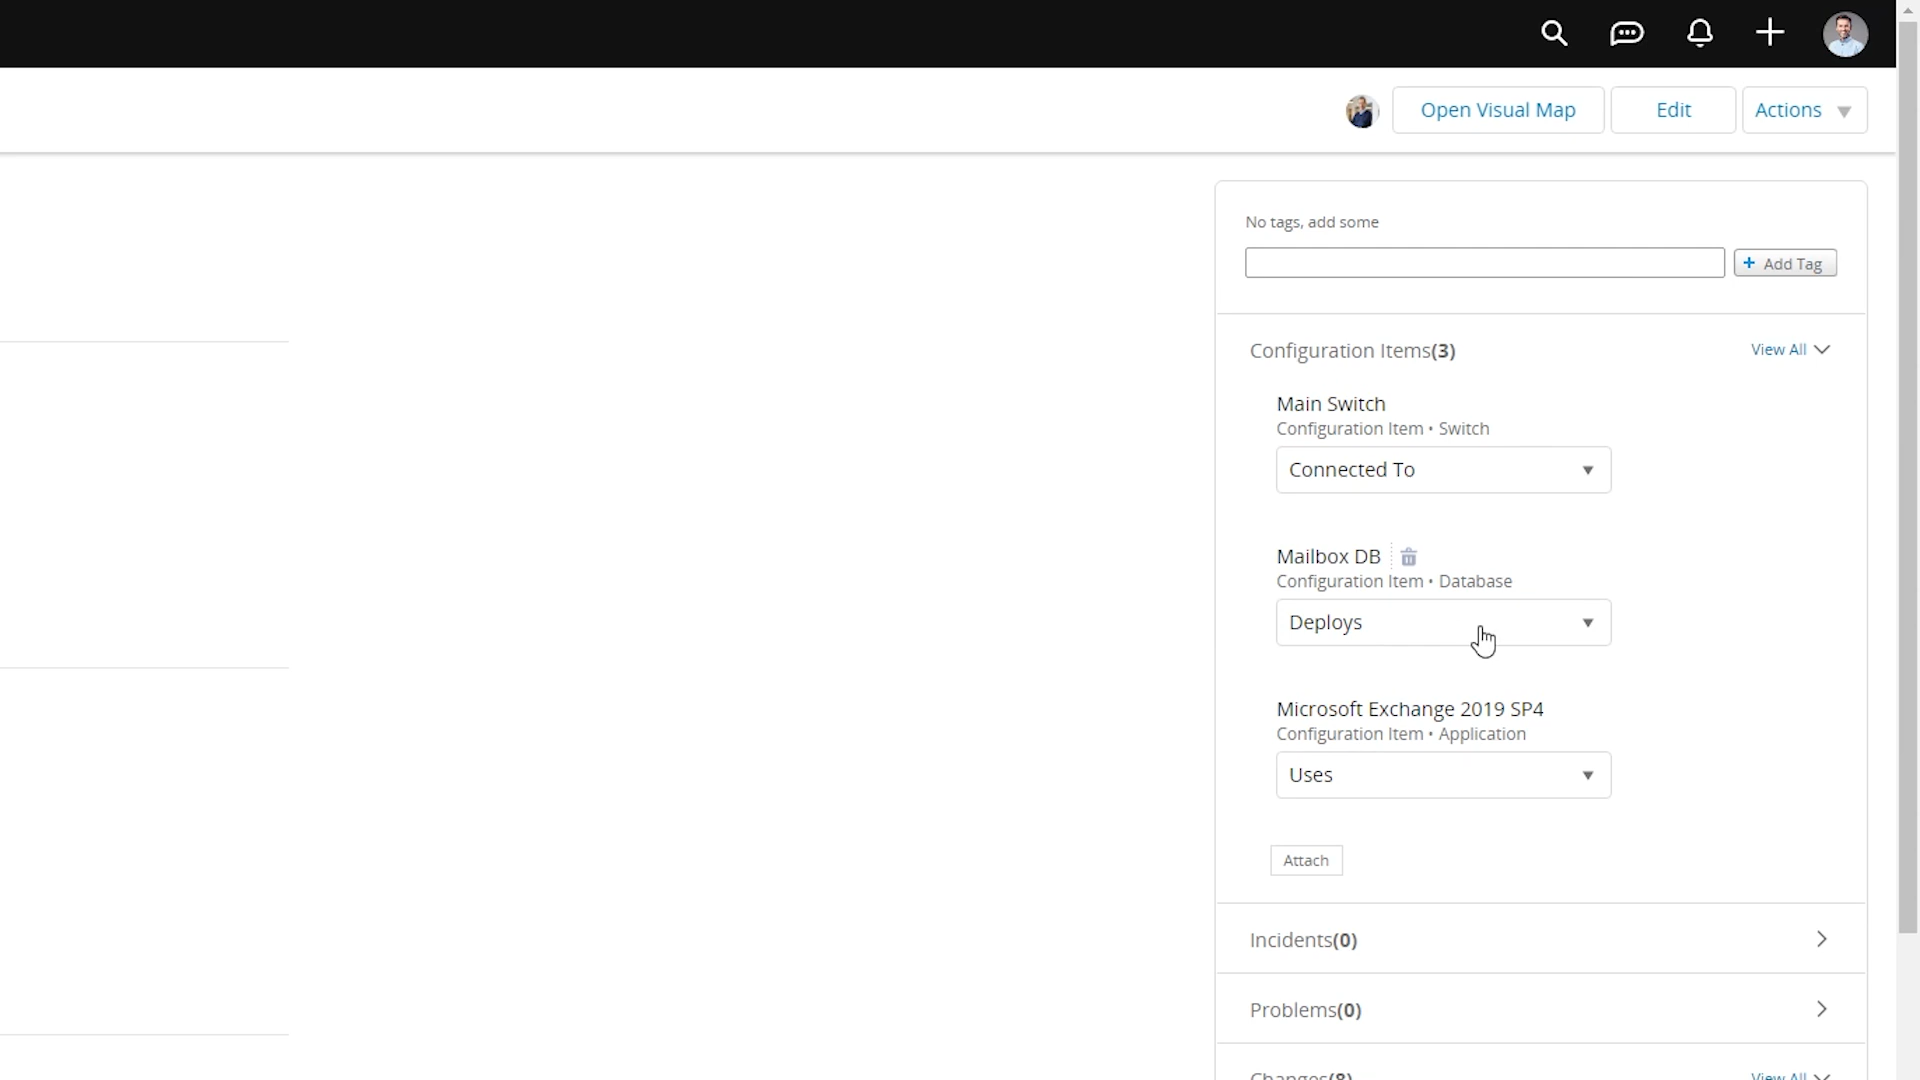 Open Visual Map
Edit
Actions
No tags, add some
+ Add Tag
Configuration Items(3)
View All
Main Switch
Configuration Item • Switch
Connected To
Mailbox DB
Configuration Item • Database
Deploys
Microsoft Exchange 2019 SP4
Configuration Item • Application
Uses
Attach
Incidents(0)
Problems(0)
Changes(8)
View All